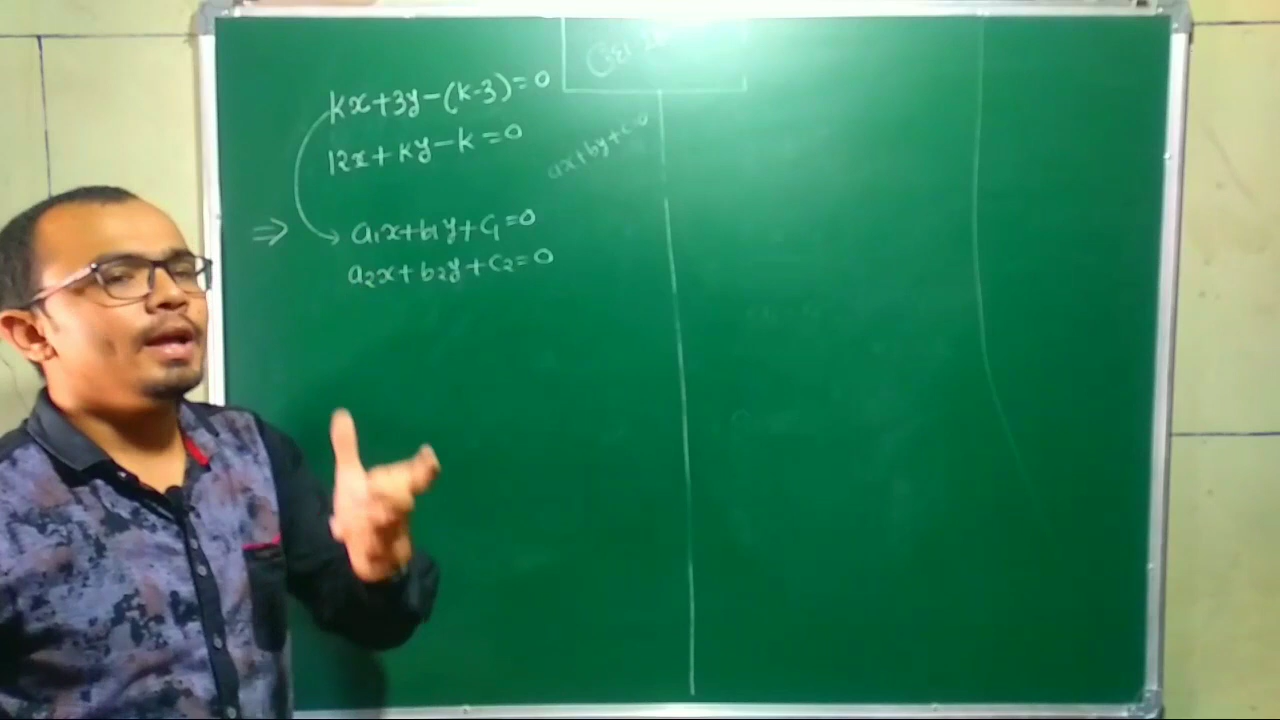 kx+3y-(k-3)=0
12x+ky-k=0
ax+by+c=0
⇒ a₁x+b₁y+c₁=0
a₂x+b₂y+c₂=0